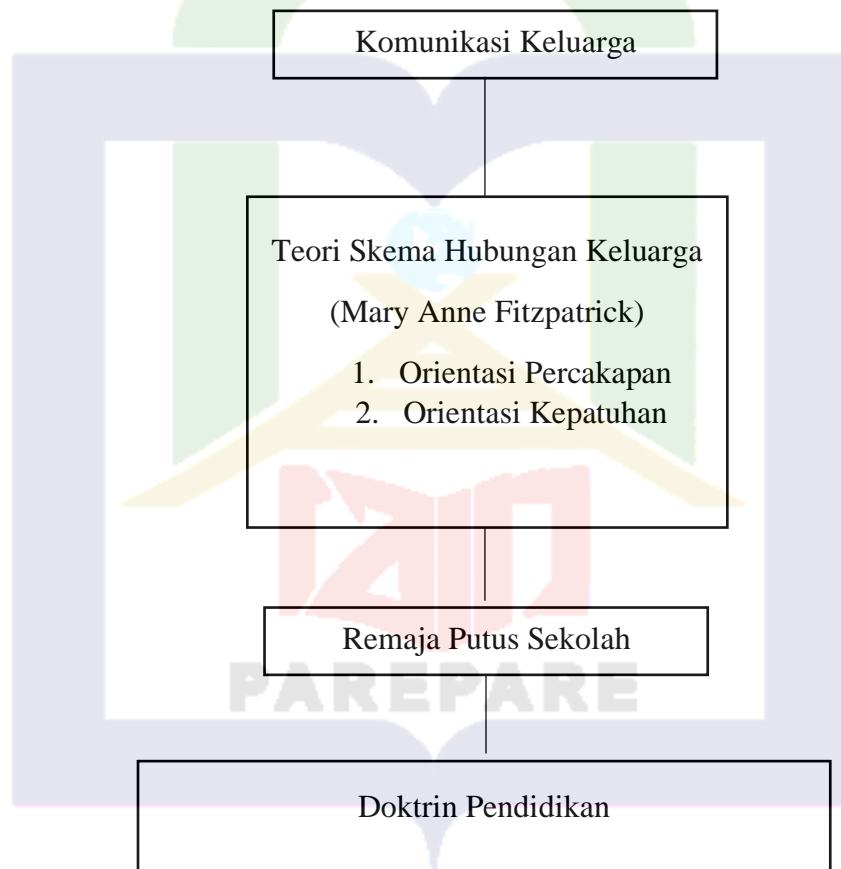 Komunikasi Keluarga
Teori Skema Hubungan Keluarga
(Mary Anne Fitzpatrick)
1. Orientasi Percakapan
2. Orientasi Kepatuhan
Remaja Putus Sekolah
PAREPARE
Doktrin Pendidikan